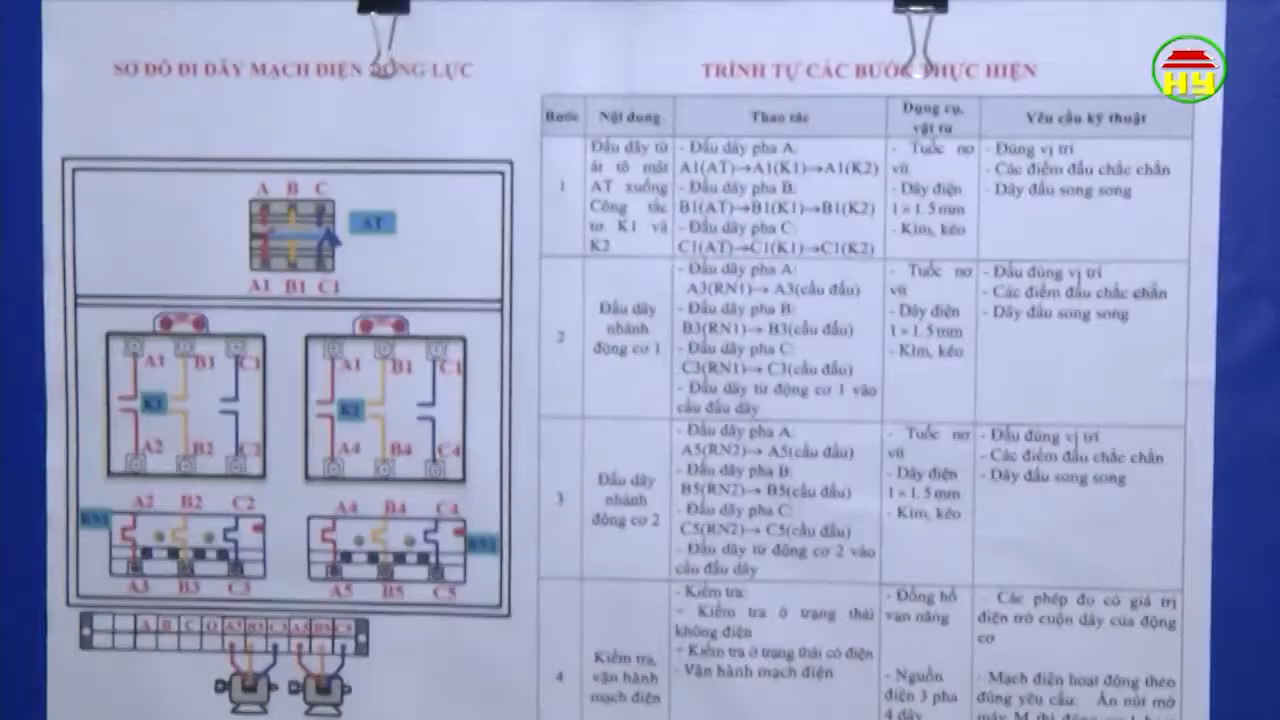 SƠ ĐỒ ĐI DÂY MẠCH ĐIỆN ĐỘNG LỰC
A B C
AT
A1 B1 C1
A1 B1 C1
K1
A2 B2 C2
A1 B1 C1
K2
A4 B4 C4
A2 B2 C2
RN1
A3 B3 C3
A4 B4 C4
A5 B5 C5
A B C O A3 B3 C3 A5 B5 C5
TRÌNH TỰ CÁC BƯỚC THỰC HIỆN
Bước
Nội dung
Thao tác
Dụng cụ,
vật tư
Yêu cầu kỹ thuật
1
Đấu dây từ
át tô mát
AT xuống
Công tắc
tơ K1 và
K2
- Đấu dây pha A:
A1(AT)→A1(K1)→A1(K2)
- Đấu dây pha B:
B1(AT)→B1(K1)→B1(K2)
- Đấu dây pha C:
C1(AT)→C1(K1)→C1(K2)
- Tuốc nơ
vít
- Dây điện
1×1.5mm
- Kìm, kéo
- Đúng vị trí
- Các điểm đấu chắc chắn
- Dây đấu song song
2
Đấu dây
nhánh
động cơ 1
- Đấu dây pha A:
A3(RN1)→ A3(cầu đấu)
- Đấu dây pha B:
B3(RN1)→ B3(cầu đấu)
- Đấu dây pha C:
C3(RN1)→ C3(cầu đấu)
- Đấu dây từ động cơ 1 vào
cầu đấu dây
- Tuốc nơ
vít
- Dây điện
1×1.5mm
- Kìm, kéo
- Đấu đúng vị trí
- Các điểm đấu chắc chắn
- Dây đấu song song
3
Đấu dây
nhánh
động cơ 2
- Đấu dây pha A:
A5(RN2)→ A5(cầu đấu)
- Đấu dây pha B:
B5(RN2)→ B5(cầu đấu)
- Đấu dây pha C:
C5(RN2)→ C5(cầu đấu)
- Đấu dây từ động cơ 2 vào
cầu đấu dây
- Tuốc nơ
vít
- Dây điện
1×1.5mm
- Kìm, kéo
- Đấu đúng vị trí
- Các điểm đấu chắc chắn
- Dây đấu song song
4
Kiểm tra,
vận hành
mạch điện
- Kiểm tra:
+ Kiểm tra ở trạng thái
không điện
+ Kiểm tra ở trạng thái có điện
- Vận hành mạch điện
- Đồng hồ
vạn năng
- Nguồn
điện 3 pha
4 dây
- Các phép đo có giá trị
điện trở cuộn dây của động
cơ
- Mạch điện hoạt động theo
đúng yêu cầu: Ấn nút mở
HY